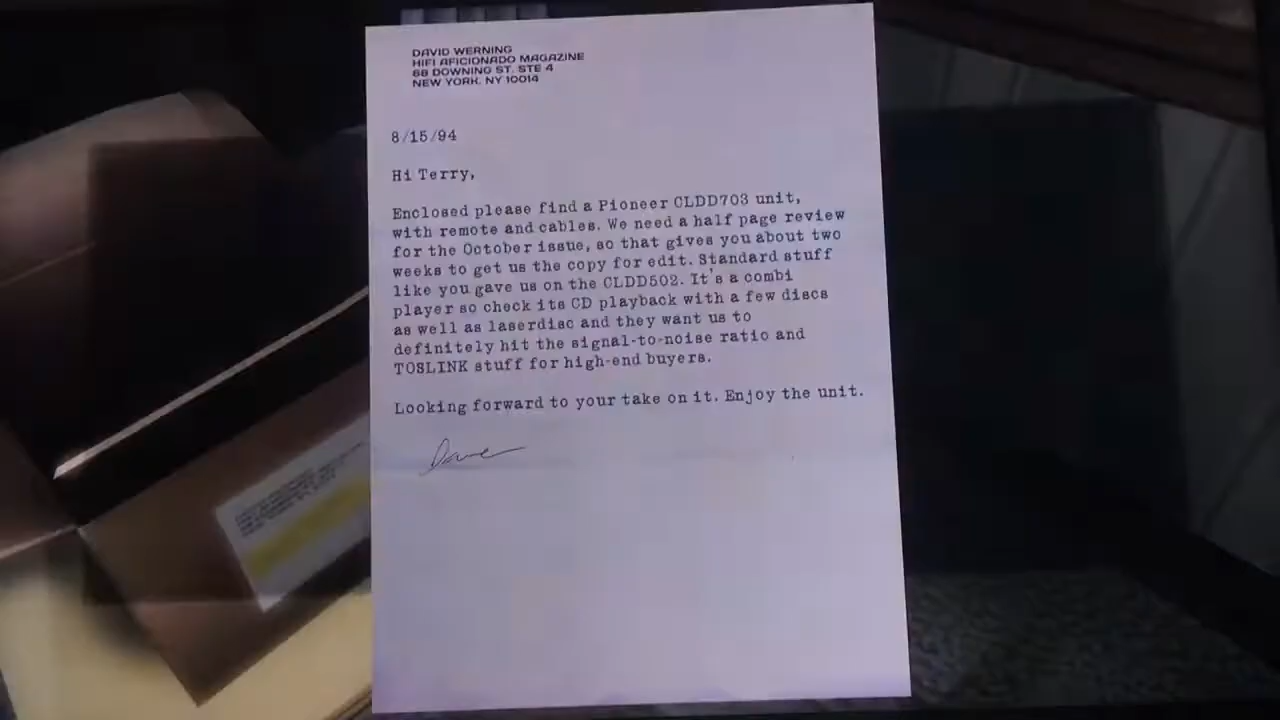 DAVID WERNING
HIFI AFICIONADO MAGAZINE
88 DOWNING ST. STE 4
NEW YORK, NY 10014
8/15/94
Hi Terry,
Enclosed please find a Pioneer CLDD703 unit,
with remote and cables. We need a half page review
for the October issue, so that gives you about two
weeks to get us the copy for edit. Standard stuff
like you gave us on the CLDD502. It's a combi
player so check its CD playback with a few discs
as well as laserdisc and they want us to
definitely hit the signal-to-noise ratio and
TOSLINK stuff for high-end buyers.
Looking forward to your take on it. Enjoy the unit.
Dave